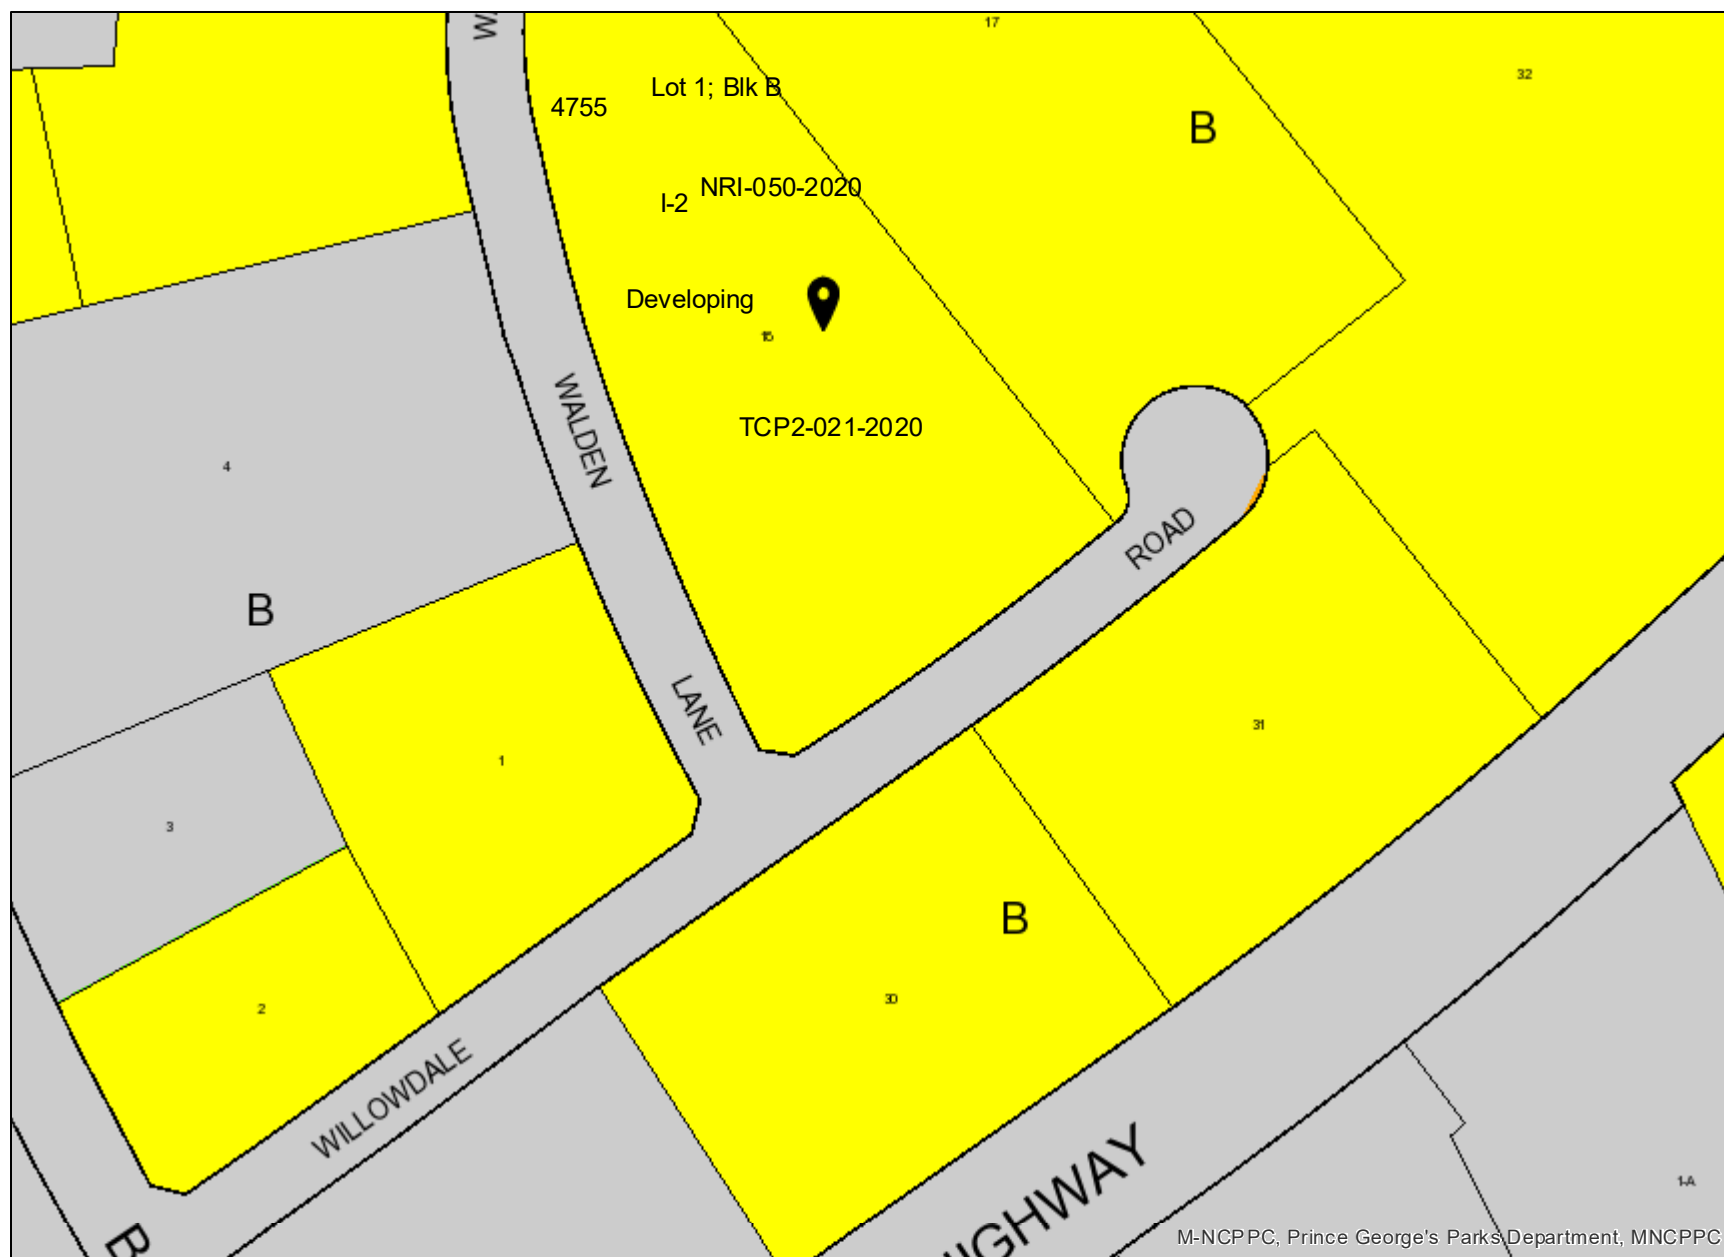 17
32
Lot 1; Blk B
4755
B
NRI-050-2020
I-2
Developing
15
WALDEN
TCP2-021-2020
4
ROAD
B
LANE
31
1
3
B
30
2
WILLOWDALE
HIGHWAY
1-A
B
M-NCPPC, Prince George's Parks Department, MNCPPC